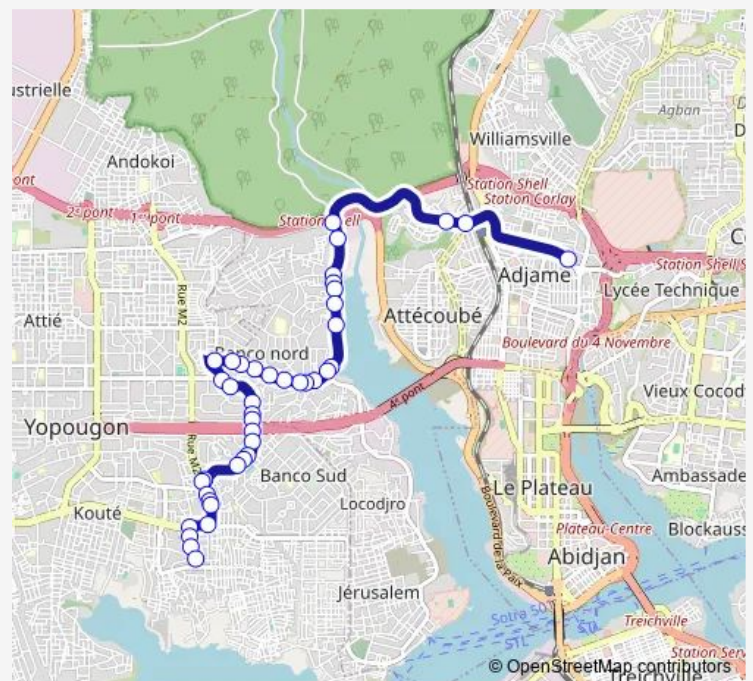 ustrielle
Agban
Williamsville
Andokoi
ont
Station Shell
Station Corlay
2ᵉ pont
1ᵉʳ pont
Station Shell
Adjame
Station Shell S
Rue M2
Lycée Technique
Attié
Attécoubé
Boulevard du 4 Novembre
Banco nord
Vieux Cocod
4ᵉ pont
Yopougon
Rue M2
Banco Sud
Ambassade
Le Plateau
Locodjro
Kouté
Boulevard de la Paix
Plateau-Centre
Blockauss
Abidjan
Jérusalem
STL
STL
Treichville
Station Serv
© OpenStreetMap contributors
Treichville